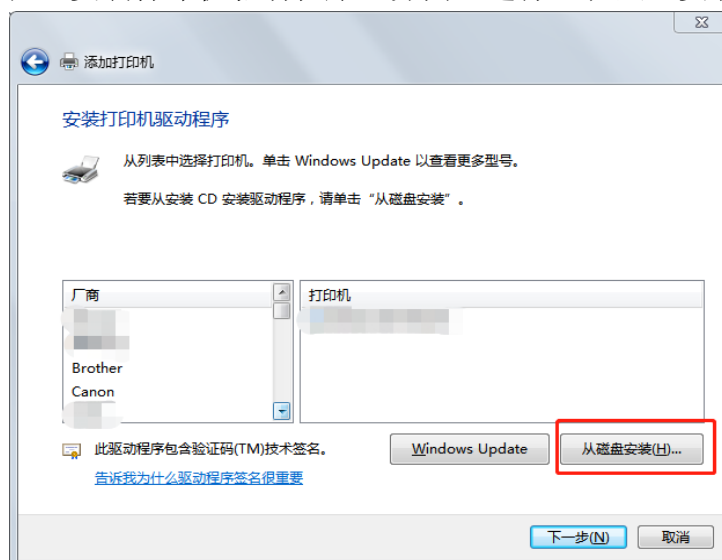 添加打印机
安装打印机驱动程序
从列表中选择打印机。单击 Windows Update 以查看更多型号。
若要从安装 CD 安装驱动程序，请单击“从磁盘安装”。
厂商
打印机
Brother
Canon
此驱动程序包含验证码(TM)技术签名。
Windows Update
从磁盘安装(H)...
告诉我为什么驱动程序签名很重要
下一步(N)
取消